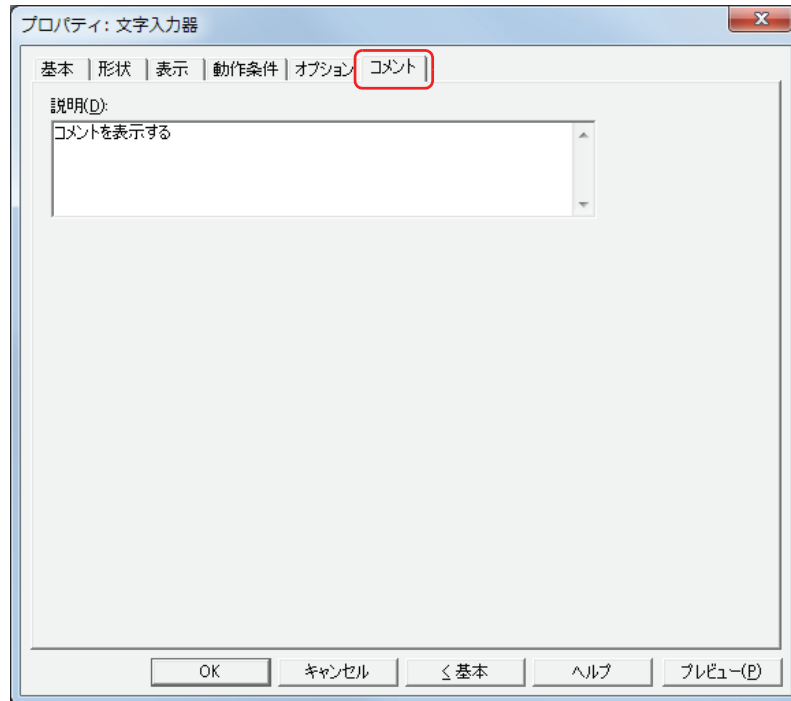 プロパティ: 文字入力器
基本 形状 表示 動作条件 オプション コメント
説明(D):
コメントを表示する
OK キャンセル <基本 ヘルプ プレビュー(P)